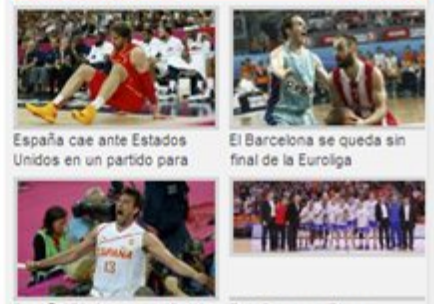 España cae ante Estados
Unidos en un partido para
El Barcelona se queda sin
final de la Euroliga
ESPAÑA
13